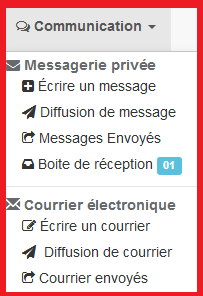 Communication
Messagerie privée
Écrire un message
Diffusion de message
Messages Envoyés
Boite de réception 01
Courrier électronique
Écrire un courrier
Diffusion de courrier
Courrier envoyés